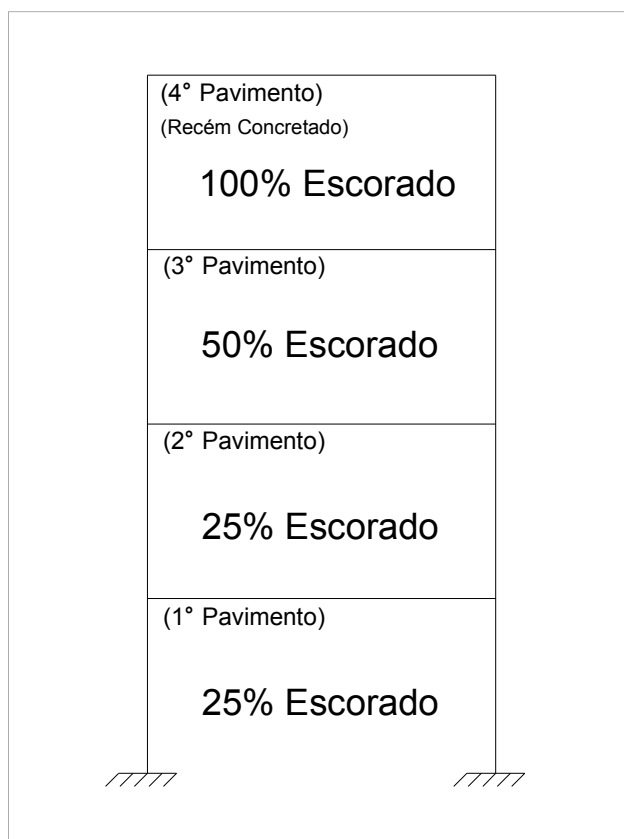 (4° Pavimento)
(Recém Concretado)
100% Escorado
(3° Pavimento)
50% Escorado
(2° Pavimento)
25% Escorado
(1° Pavimento)
25% Escorado